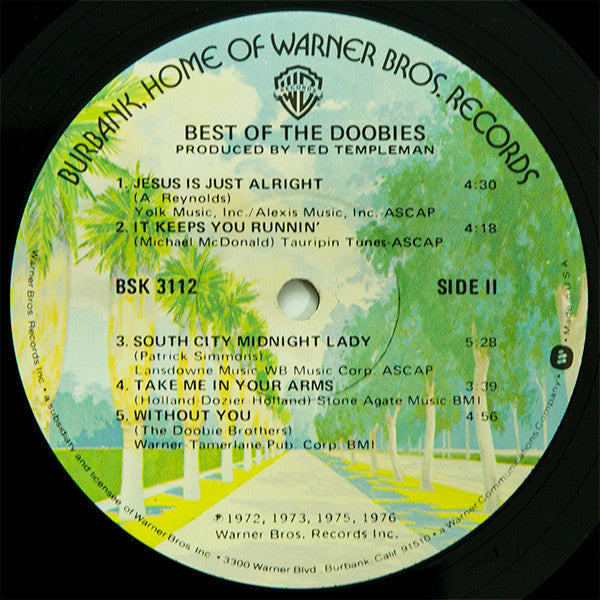 BURBANK, HOME OF WARNER BROS. RECORDS
WB
RECORDS
BEST OF THE DOOBIES
PRODUCED BY TED TEMPLEMAN
1. JESUS IS JUST ALRIGHT 4:30
(A. Reynolds)
Yolk Music, Inc./Alexis Music, Inc. ASCAP
2. IT KEEPS YOU RUNNIN' 4:18
(Michael McDonald) Tauripin Tunes-ASCAP
BSK 3112 SIDE II
3. SOUTH CITY MIDNIGHT LADY 5:28
(Patrick Simmons)
Lansdowne Music-WB Music Corp. ASCAP
4. TAKE ME IN YOUR ARMS 3:39
(Holland-Dozier-Holland) Stone Agate Music BMI
5. WITHOUT YOU 4:56
(The Doobie Brothers)
Warner-Tamerlane Pub. Corp. BMI
℗ 1972, 1973, 1975, 1976
Warner Bros. Records Inc.
Warner Bros. Records Inc. • a subsidiary and licensee of Warner Bros. Inc. • 3300 Warner Blvd., Burbank, Calif. 91510 • a Warner Communications Company • Made in U.S.A.